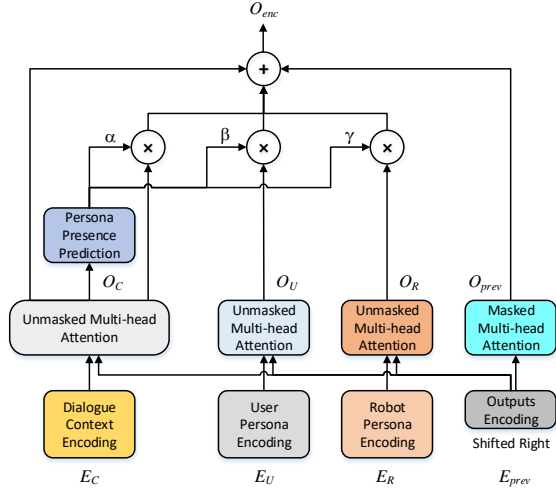 O_enc
+
α
×
β
×
γ
×
Persona
Presence
Prediction
O_C
O_U
O_R
O_prev
Unmasked Multi-head
Attention
Unmasked
Multi-head
Attention
Unmasked
Multi-head
Attention
Masked
Multi-head
Attention
Dialogue
Context
Encoding
User
Persona
Encoding
Robot
Persona
Encoding
Outputs
Encoding
Shifted Right
E_C
E_U
E_R
E_prev